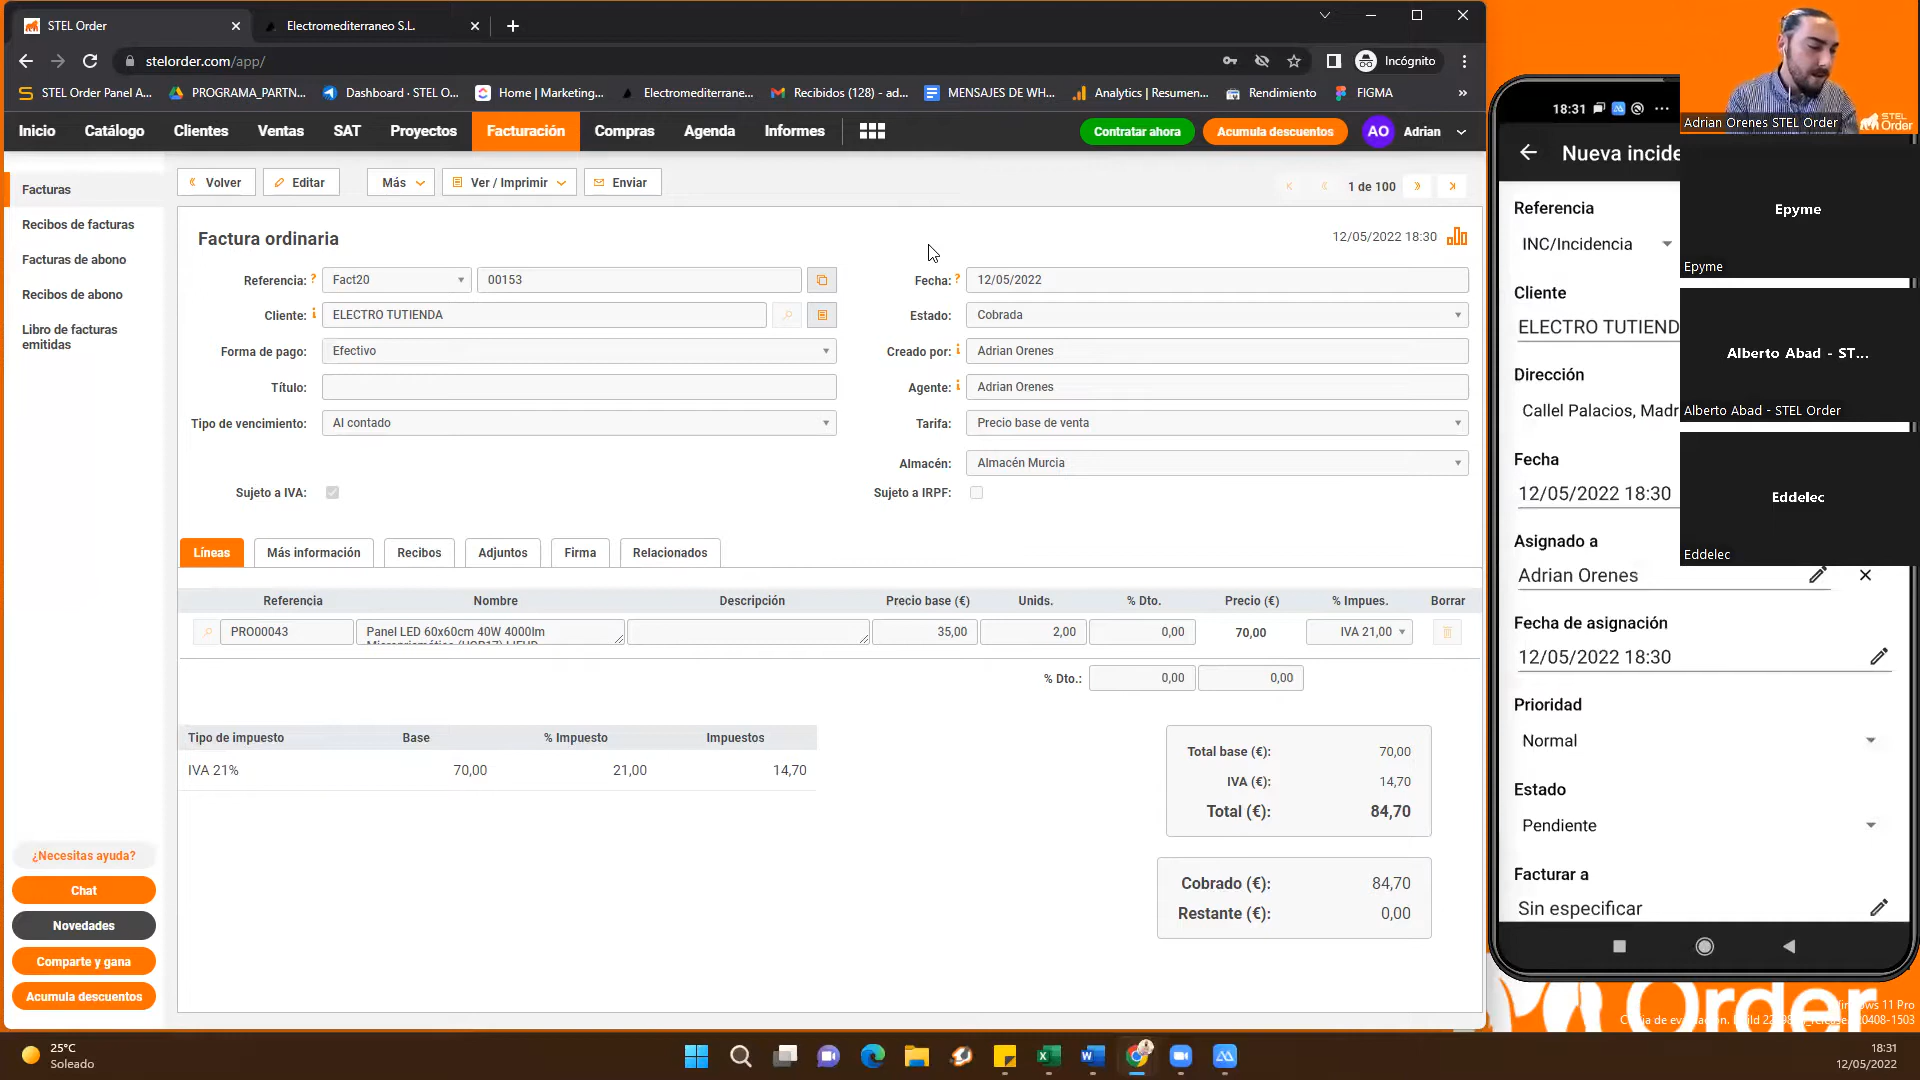 STEL Order
Electromediterraneo S.L.
stelorder.com/app/
Incógnito
STEL Order Panel A...
PROGRAMA_PARTN...
Dashboard · STEL O...
Home | Marketing...
Electromediterrane...
Recibidos (128) - ad...
MENSAJES DE WH...
Analytics | Resumen...
Rendimiento
FIGMA
»
Inicio
Catálogo
Clientes
Ventas
SAT
Proyectos
Facturación
Compras
Agenda
Informes
Contratar ahora
Acumula descuentos
AO
Adrian
Facturas
Recibos de facturas
Facturas de abono
Recibos de abono
Libro de facturas
emitidas
Volver
Editar
Más
Ver / Imprimir
Enviar
1 de 100
Factura ordinaria
12/05/2022 18:30
Referencia: ?
Fact20
00153
Cliente: i
ELECTRO TUTIENDA
Forma de pago:
Efectivo
Título:
Tipo de vencimiento:
Al contado
Sujeto a IVA:
Fecha: ?
12/05/2022
Estado:
Cobrada
Creado por: i
Adrian Orenes
Agente: i
Adrian Orenes
Tarifa:
Precio base de venta
Almacén:
Almacén Murcia
Sujeto a IRPF:
Líneas
Más información
Recibos
Adjuntos
Firma
Relacionados
Referencia Nombre Descripción Precio base (€) Unids. % Dto. Precio (€) % Impues. Borrar
PRO00043 Panel LED 60x60cm 40W 4000lm 35,00 2,00 0,00 70,00 IVA 21,00
% Dto.: 0,00 0,00
Tipo de impuesto Base % Impuesto Impuestos
IVA 21% 70,00 21,00 14,70
Total base (€): 70,00
IVA (€): 14,70
Total (€): 84,70
Cobrado (€): 84,70
Restante (€): 0,00
¿Necesitas ayuda?
Chat
Novedades
Comparte y gana
Acumula descuentos
18:31
Nueva incide
Referencia
INC/Incidencia
Cliente
ELECTRO TUTIEND
Dirección
Callel Palacios, Madr
Fecha
12/05/2022 18:30
Asignado a
Adrian Orenes
Fecha de asignación
12/05/2022 18:30
Prioridad
Normal
Estado
Pendiente
Facturar a
Sin especificar
Adrian Orenes STEL Order
STEL
Order
Epyme
Epyme
Alberto Abad - ST...
Alberto Abad - STEL Order
Eddelec
Eddelec
Order
25°C
Soleado
18:31
12/05/2022